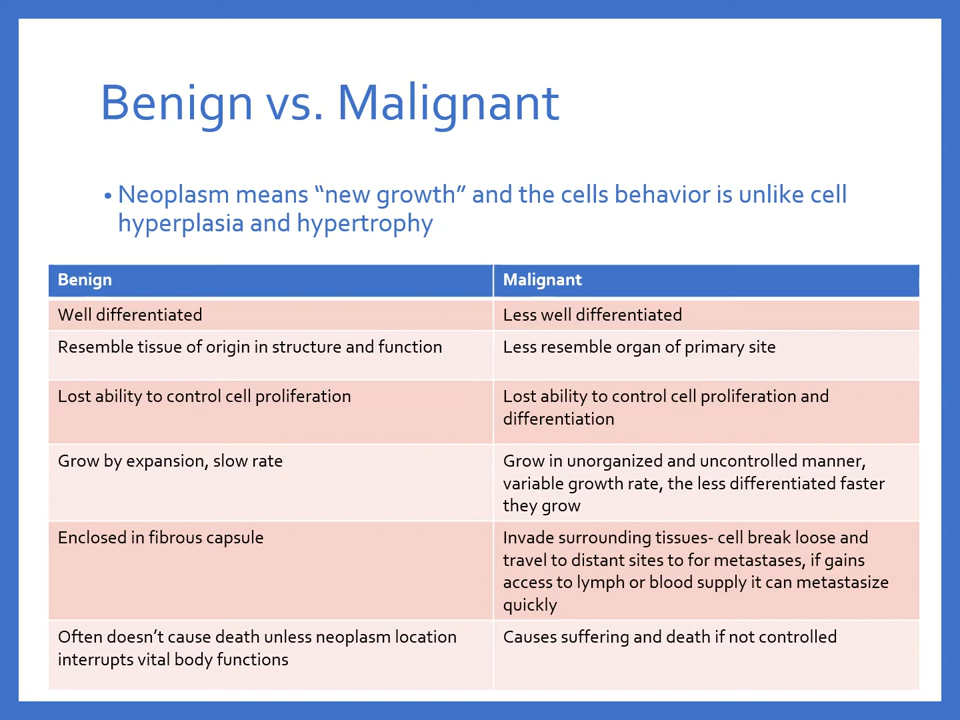 Benign vs. Malignant
• Neoplasm means “new growth” and the cells behavior is unlike cell
hyperplasia and hypertrophy
Benign
Malignant
Well differentiated
Less well differentiated
Resemble tissue of origin in structure and function
Less resemble organ of primary site
Lost ability to control cell proliferation
Lost ability to control cell proliferation and
differentiation
Grow by expansion, slow rate
Grow in unorganized and uncontrolled manner,
variable growth rate, the less differentiated faster
they grow
Enclosed in fibrous capsule
Invade surrounding tissues- cell break loose and
travel to distant sites to for metastases, if gains
access to lymph or blood supply it can metastasize
quickly
Often doesn’t cause death unless neoplasm location
interrupts vital body functions
Causes suffering and death if not controlled